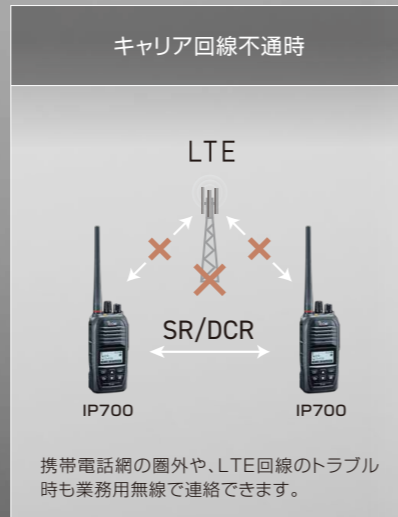 キャリア回線不通時
LTE
SR/DCR
IP700
IP700
携帯電話網の圏外や、LTE回線のトラブル
時も業務用無線で連絡できます。